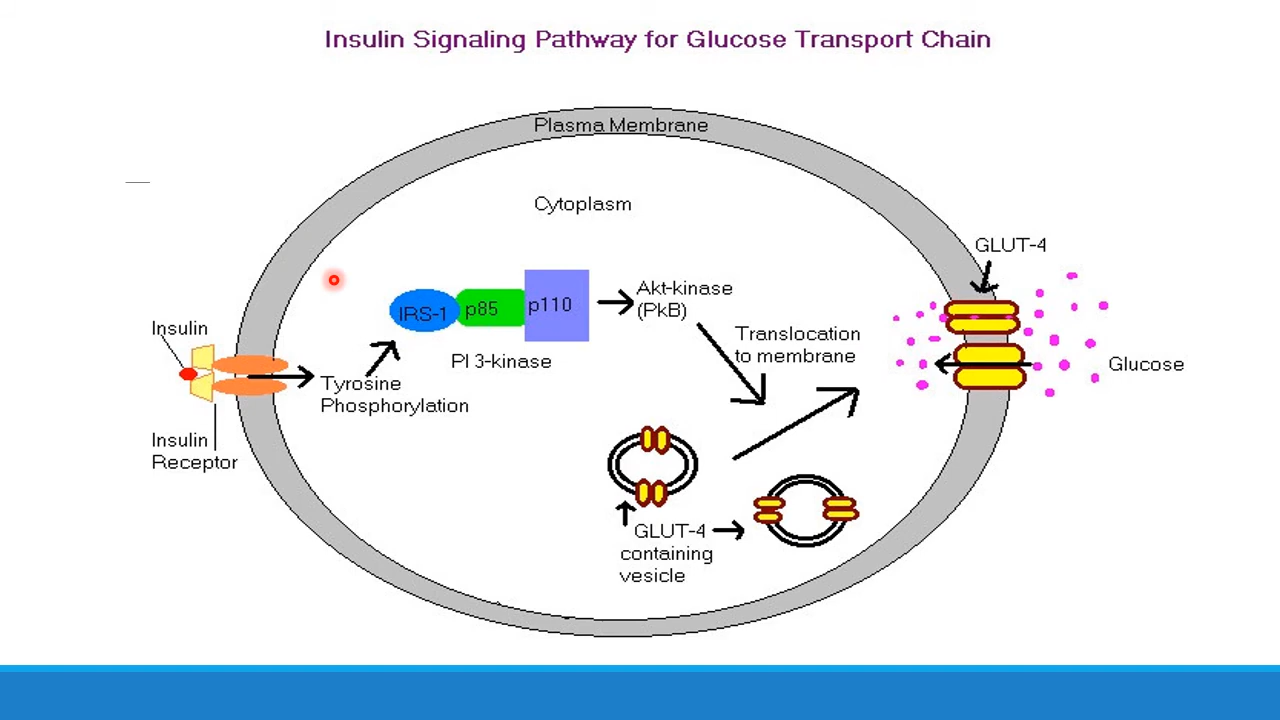 Insulin Signaling Pathway for Glucose Transport Chain
Plasma Membrane
Cytoplasm
GLUT-4
IRS-1
p85
p110
PI 3-kinase
Akt-kinase
(PkB)
Translocation
to membrane
Insulin
Tyrosine
Phosphorylation
Insulin
Receptor
Glucose
GLUT-4
containing
vesicle